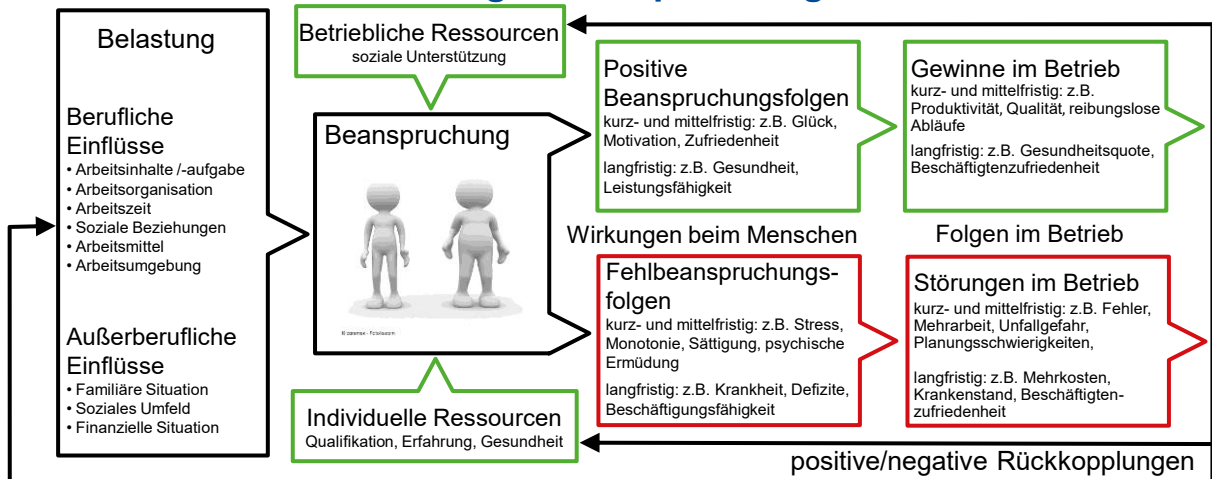 Belastung
Berufliche
Einflüsse
• Arbeitsinhalte /-aufgabe
• Arbeitsorganisation
• Arbeitszeit
• Soziale Beziehungen
• Arbeitsmittel
• Arbeitsumgebung
Außerberufliche
Einflüsse
• Familiäre Situation
• Soziales Umfeld
• Finanzielle Situation
Betriebliche Ressourcen
soziale Unterstützung
Beanspruchung
Individuelle Ressourcen
Qualifikation, Erfahrung, Gesundheit
Positive
Beanspruchungsfolgen
kurz- und mittelfristig: z.B. Glück,
Motivation, Zufriedenheit
langfristig: z.B. Gesundheit,
Leistungsfähigkeit
Gewinne im Betrieb
kurz- und mittelfristig: z.B.
Produktivität, Qualität, reibungslose
Abläufe
langfristig: z.B. Gesundheitsquote,
Beschäftigtenzufriedenheit
Wirkungen beim Menschen
Folgen im Betrieb
Fehlbeanspruchungs-
folgen
kurz- und mittelfristig: z.B. Stress,
Monotonie, Sättigung, psychische
Ermüdung
langfristig: z.B. Krankheit, Defizite,
Beschäftigungsfähigkeit
Störungen im Betrieb
kurz- und mittelfristig: z.B. Fehler,
Mehrarbeit, Unfallgefahr,
Planungsschwierigkeiten,
langfristig: z.B. Mehrkosten,
Krankenstand, Beschäftigten-
zufriedenheit
positive/negative Rückkopplungen